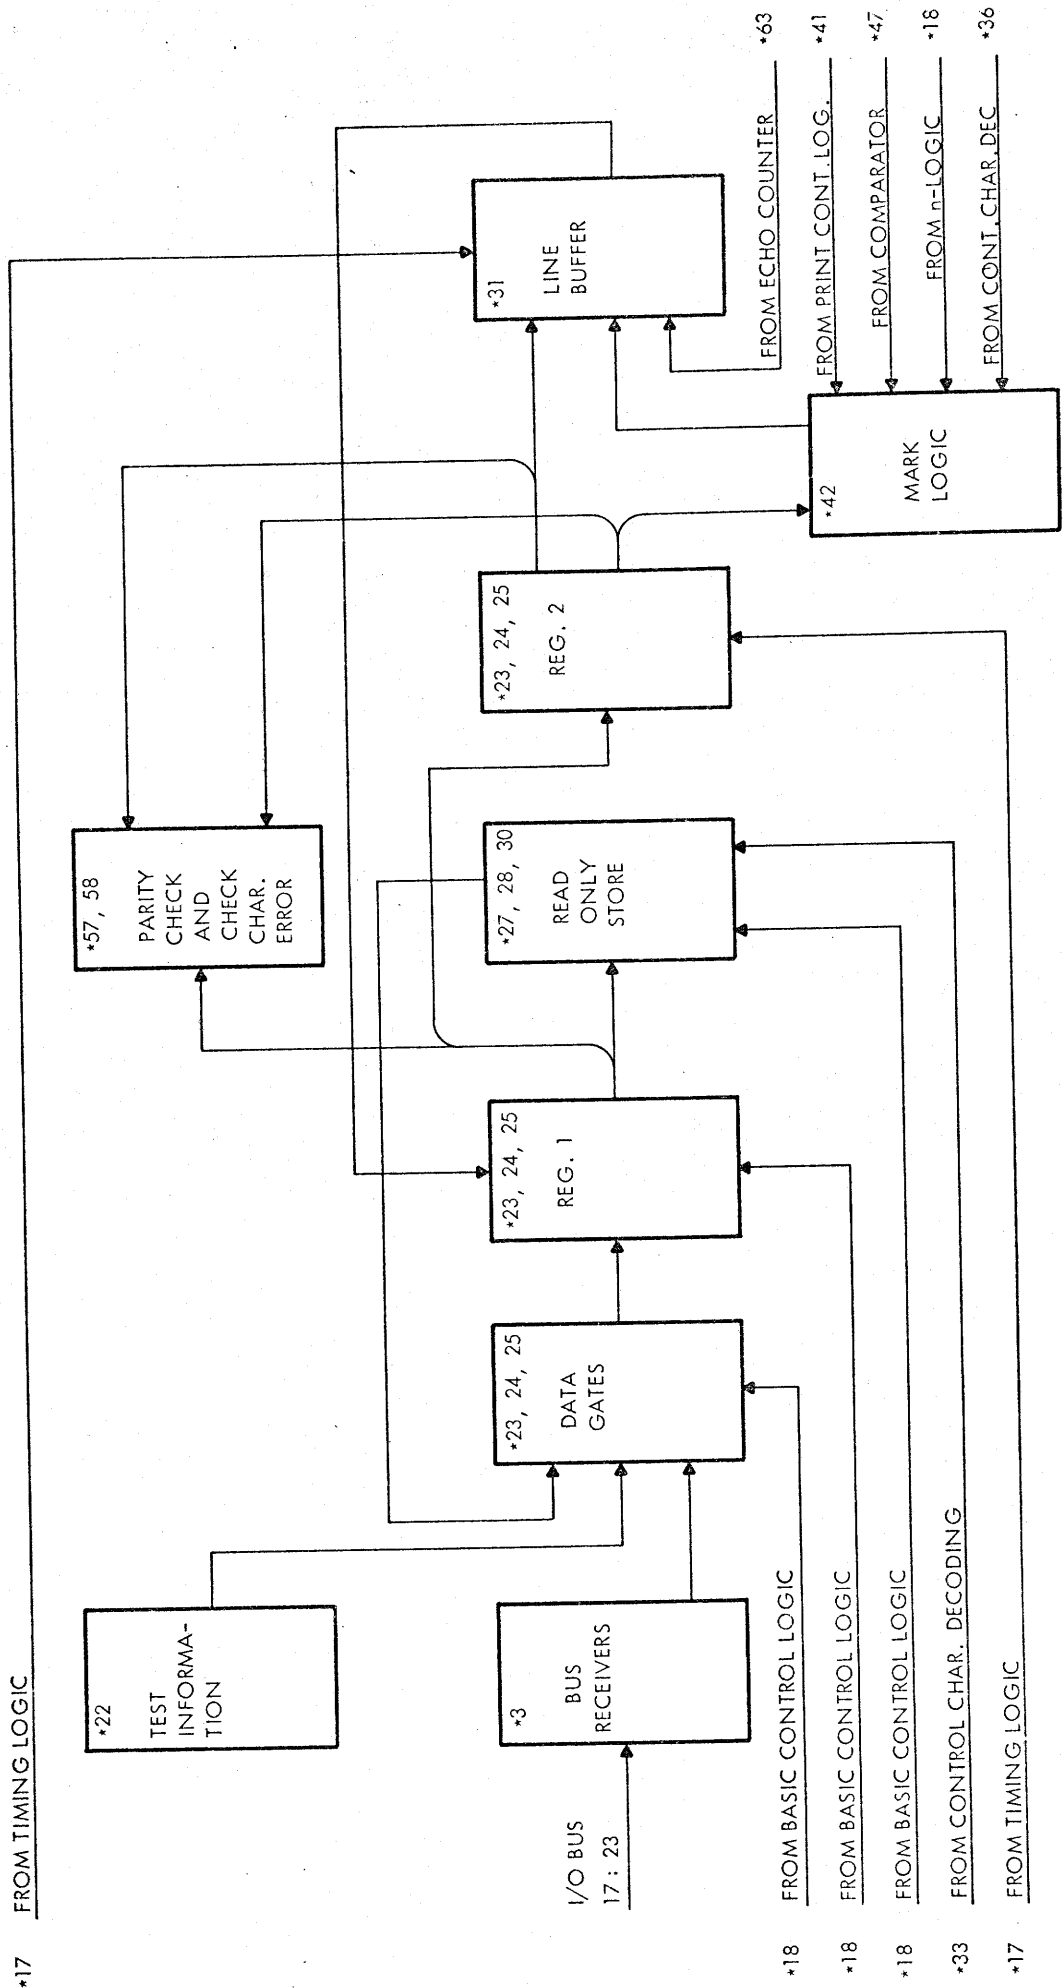 *17 FROM TIMING LOGIC
*22
TEST
INFORMA-
TION
*57, 58
PARITY
CHECK
AND
CHECK
CHAR.
ERROR
I/O BUS
17 : 23
*3
BUS
RECEIVERS
*23, 24, 25
DATA
GATES
*23, 24, 25
REG. 1
*27, 28, 30
READ
ONLY
STORE
*23, 24, 25
REG. 2
*31
LINE
BUFFER
*42
MARK
LOGIC
FROM ECHO COUNTER *63
FROM PRINT CONT. LOG. *41
FROM COMPARATOR *47
FROM n-LOGIC *18
FROM CONT. CHAR. DEC *36
*18 FROM BASIC CONTROL LOGIC
*18 FROM BASIC CONTROL LOGIC
*18 FROM BASIC CONTROL LOGIC
*33 FROM CONTROL CHAR. DECODING
*17 FROM TIMING LOGIC